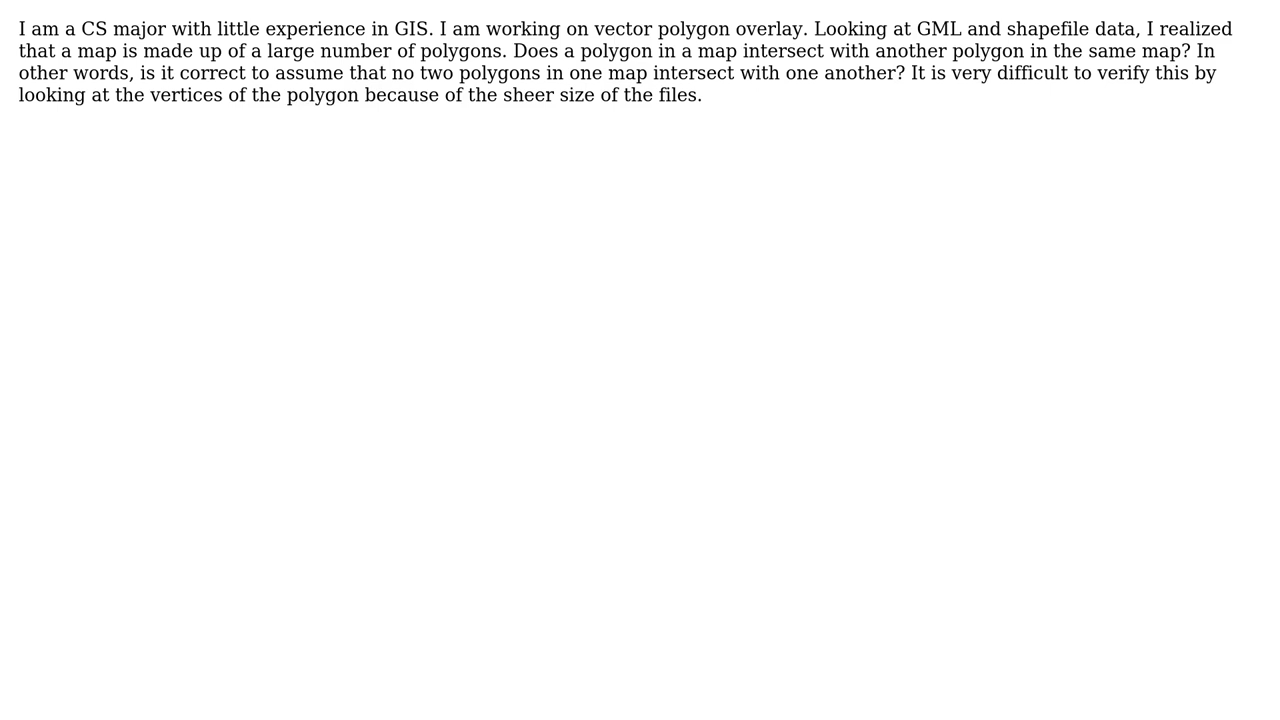 I am a CS major with little experience in GIS. I am working on vector polygon overlay. Looking at GML and shapefile data, I realized
that a map is made up of a large number of polygons. Does a polygon in a map intersect with another polygon in the same map? In
other words, is it correct to assume that no two polygons in one map intersect with one another? It is very difficult to verify this by
looking at the vertices of the polygon because of the sheer size of the files.